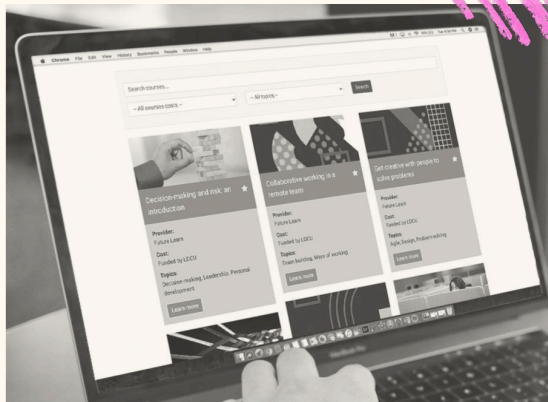 Chrome File Edit View History Bookmarks People Window Help
Search courses...
-- All courses costs --
-- All topics --
Search
Decision-making and risk: an
introduction
Provider:
Future Learn
Cost:
Funded by LDCU
Topics:
Decision-making, Leadership, Personal
development
Learn more
Collaborative working in a
remote team
Provider:
Future Learn
Cost:
Funded by LDCU
Topics:
Team building, Ways of working
Learn more
Get creative with people to
solve problems
Provider:
Future Learn
Cost:
Funded by LDCU
Topics:
Agile, Design, Problem solving
Learn more